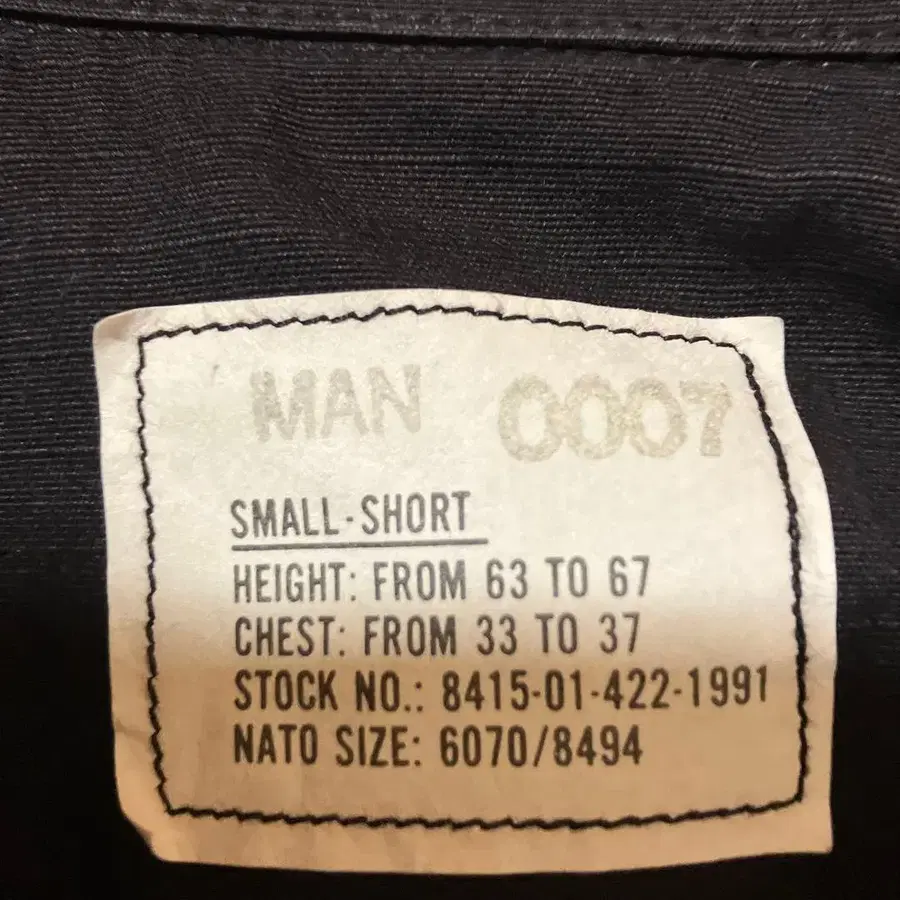 MAN 0007
SMALL-SHORT
HEIGHT: FROM 63 TO 67
CHEST: FROM 33 TO 37
STOCK NO.: 8415-01-422-1991
NATO SIZE: 6070/8494